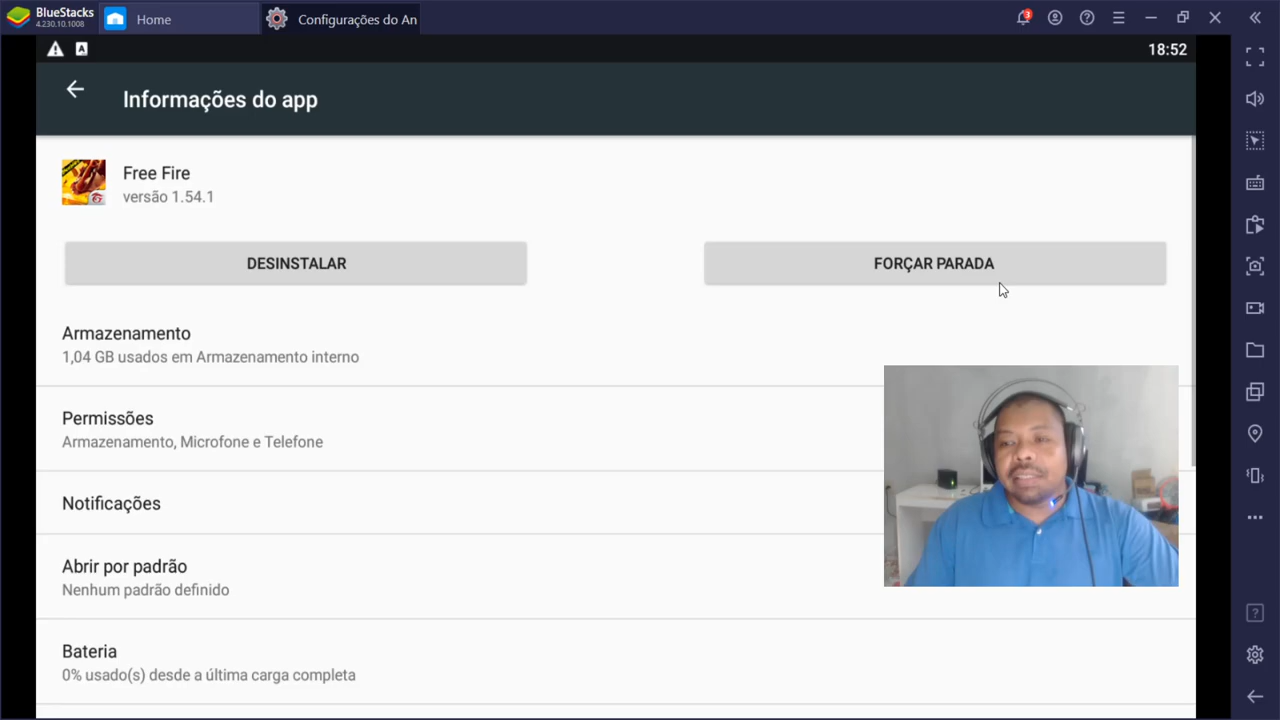 BlueStacks
4.230.10.1008
Home
Configurações do An
3
18:52
Informações do app
Free Fire
versão 1.54.1
DESINSTALAR
FORÇAR PARADA
Armazenamento
1,04 GB usados em Armazenamento interno
Permissões
Armazenamento, Microfone e Telefone
Notificações
Abrir por padrão
Nenhum padrão definido
Bateria
0% usado(s) desde a última carga completa